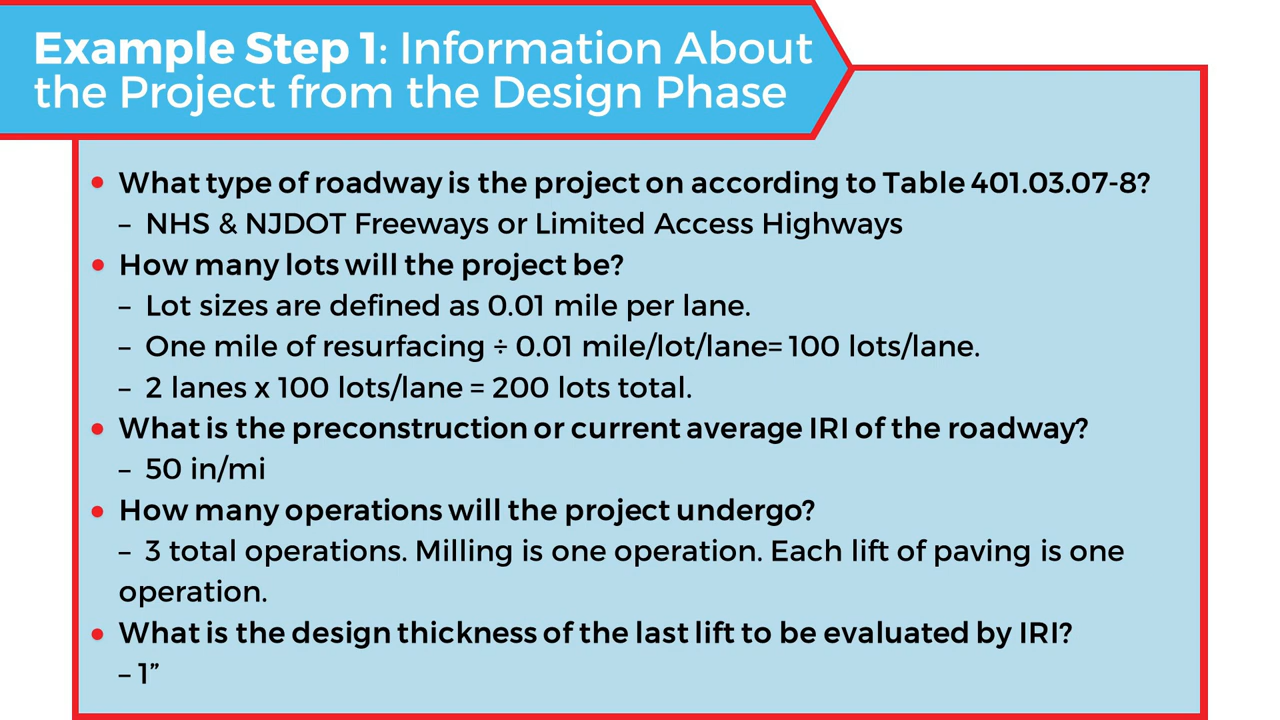 Example Step 1: Information About
the Project from the Design Phase
• What type of roadway is the project on according to Table 401.03.07-8?
– NHS & NJDOT Freeways or Limited Access Highways
• How many lots will the project be?
– Lot sizes are defined as 0.01 mile per lane.
– One mile of resurfacing ÷ 0.01 mile/lot/lane= 100 lots/lane.
– 2 lanes x 100 lots/lane = 200 lots total.
• What is the preconstruction or current average IRI of the roadway?
– 50 in/mi
• How many operations will the project undergo?
– 3 total operations. Milling is one operation. Each lift of paving is one
operation.
• What is the design thickness of the last lift to be evaluated by IRI?
– 1”